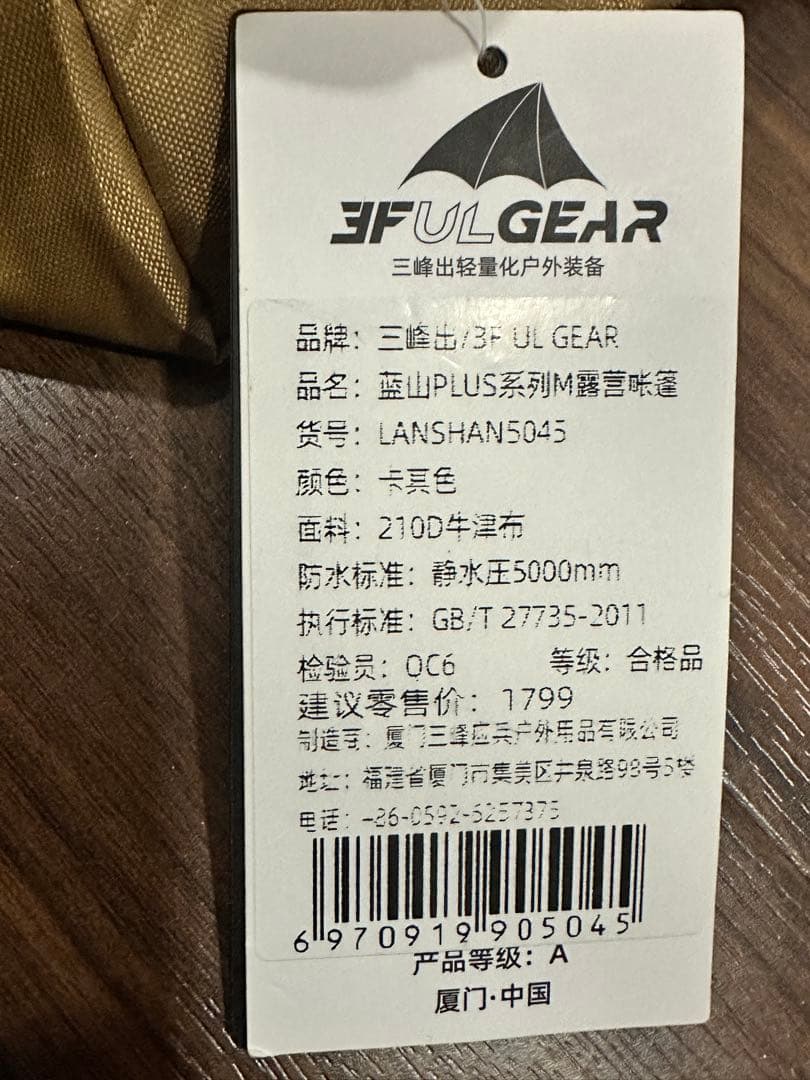 3FULGEAR
三峰出轻量化户外装备
品牌：三峰出/3F UL GEAR
品名：蓝山PLUS系列M露营帐篷
货号：LANSHAN5045
颜色：卡其色
面料：210D牛津布
防水标准：静水压5000mm
执行标准：GB/T 27735-2011
检验员：QC6 等级：合格品
建议零售价：1799
制造商：厦门三峰应兵户外用品有限公司
地址：福建省厦门市集美区井泉路98号5楼
电话：+86-0592-6257375
6970919905045
产品等级：A
厦门·中国